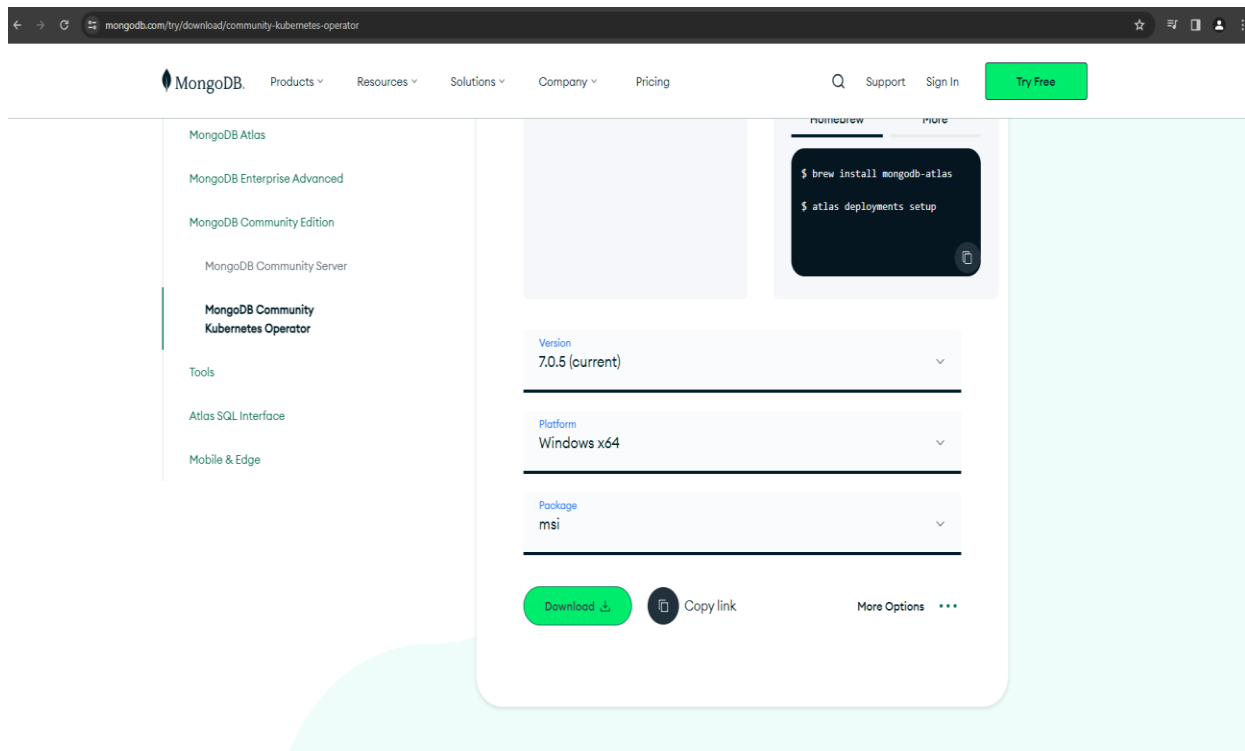 mongodb.com/try/download/community-kubernetes-operator
MongoDB.
Products
Resources
Solutions
Company
Pricing
Support
Sign In
Try Free
MongoDB Atlas
MongoDB Enterprise Advanced
MongoDB Community Edition
MongoDB Community Server
MongoDB Community
Kubernetes Operator
Tools
Atlas SQL Interface
Mobile & Edge
Homebrew
More
$ brew install mongodb-atlas
$ atlas deployments setup
Version
7.0.5 (current)
Platform
Windows x64
Package
msi
Download
Copy link
More Options